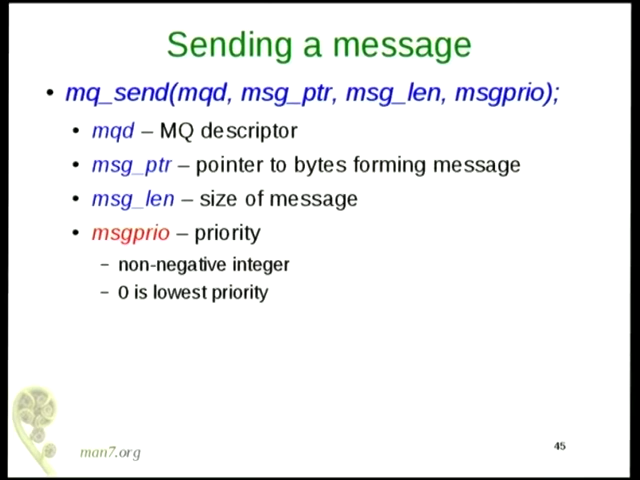 Sending a message
• mq_send(mqd, msg_ptr, msg_len, msgprio);
• mqd – MQ descriptor
• msg_ptr – pointer to bytes forming message
• msg_len – size of message
• msgprio – priority
– non-negative integer
– 0 is lowest priority
man7.org
45